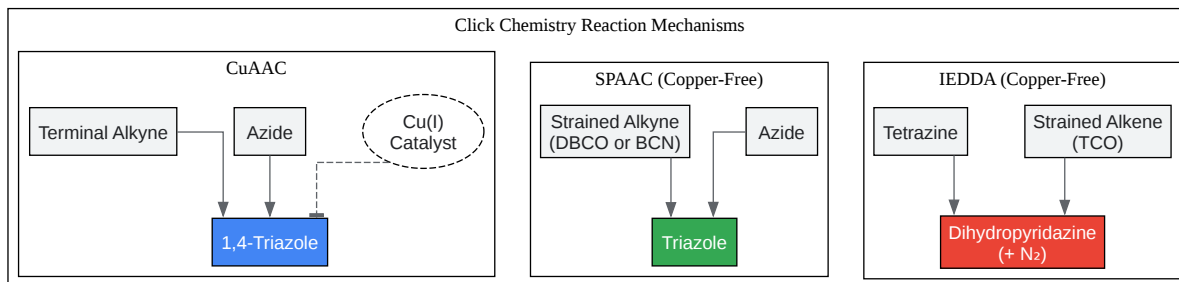 Click Chemistry Reaction Mechanisms
CuAAC
Terminal Alkyne
Azide
Cu(I)
Catalyst
1,4-Triazole
SPAAC (Copper-Free)
Strained Alkyne
(DBCO or BCN)
Azide
Triazole
IEDDA (Copper-Free)
Tetrazine
Strained Alkene
(TCO)
Dihydropyridazine
(+ N₂)